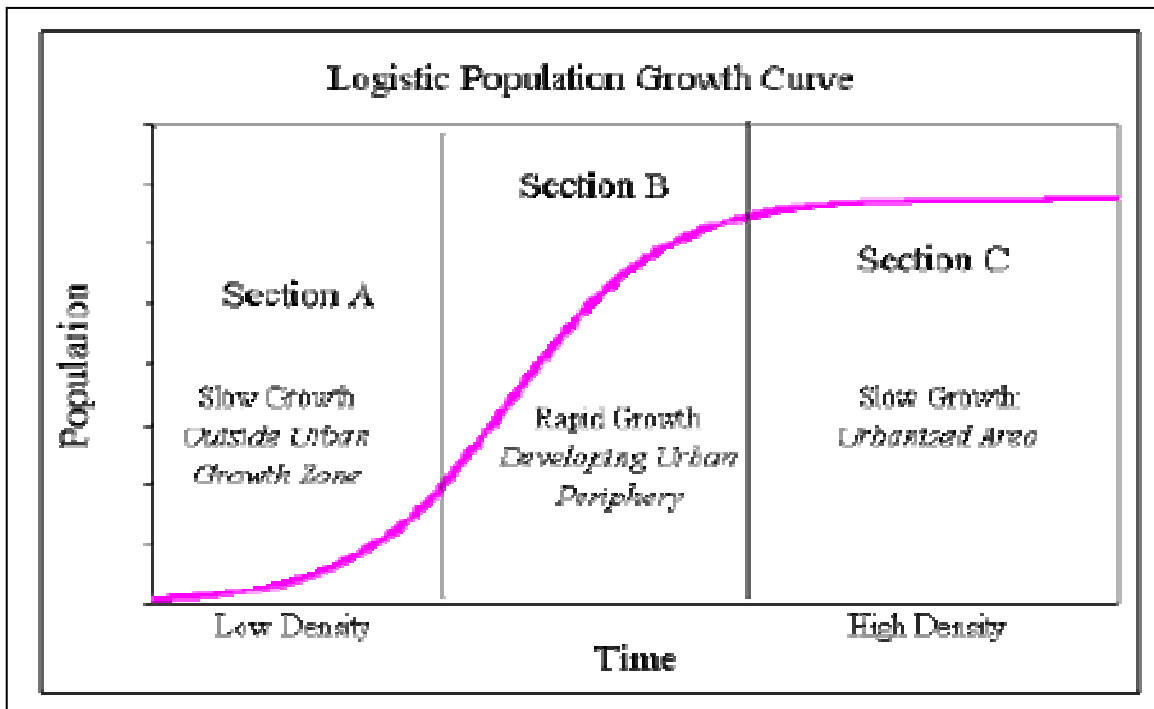 Logistic Population Growth Curve
Section B
Section A
Section C
Population
Slow Growth
Outside Urban
Growth Zone
Rapid Growth
Developing Urban
Periphery
Slow Growth:
Urbanized Area
Low Density
High Density
Time